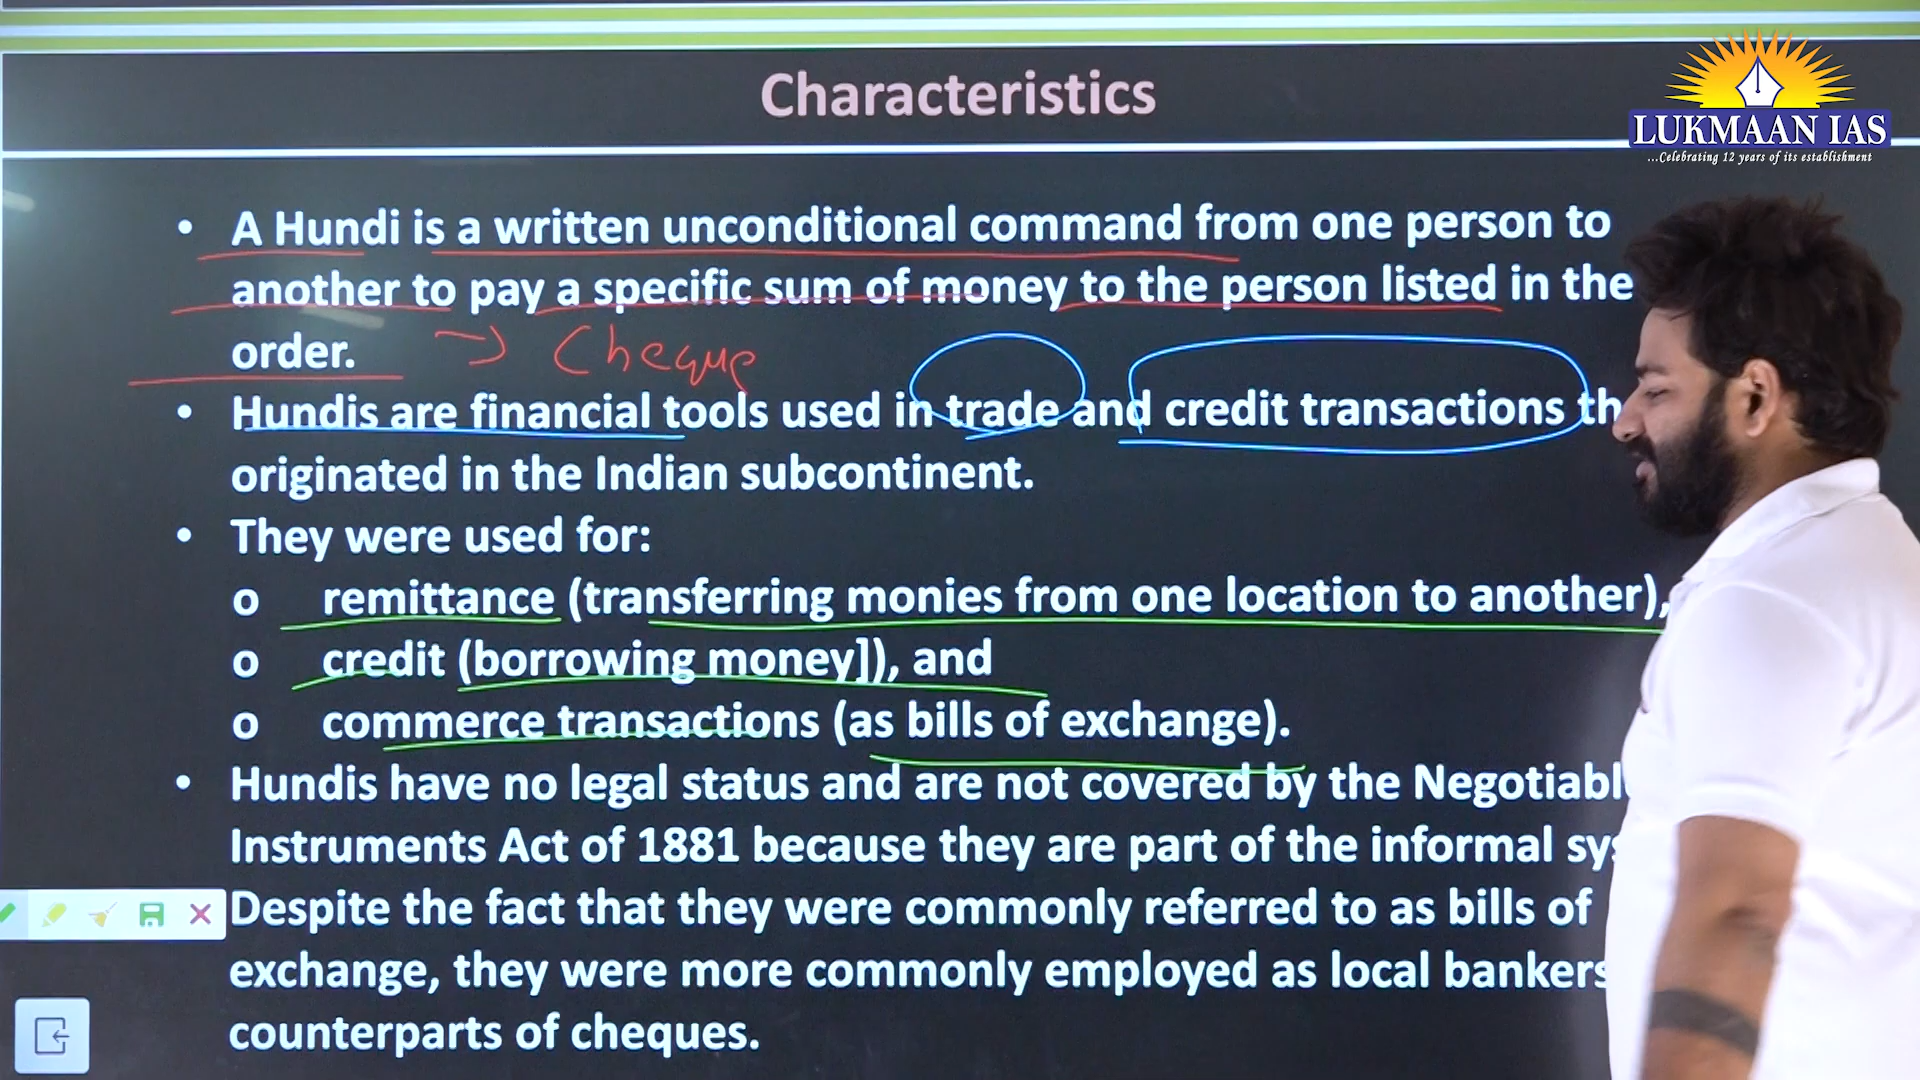 Characteristics
LUKMAAN IAS
...Celebrating 12 years of its establishment
• A Hundi is a written unconditional command from one person to
another to pay a specific sum of money to the person listed in the
order. → Cheque
• Hundis are financial tools used in trade and credit transactions th
originated in the Indian subcontinent.
• They were used for:
o remittance (transferring monies from one location to another),
o credit (borrowing money]), and
o commerce transactions (as bills of exchange).
• Hundis have no legal status and are not covered by the Negotiabl
Instruments Act of 1881 because they are part of the informal sy
Despite the fact that they were commonly referred to as bills of
exchange, they were more commonly employed as local bankers
counterparts of cheques.